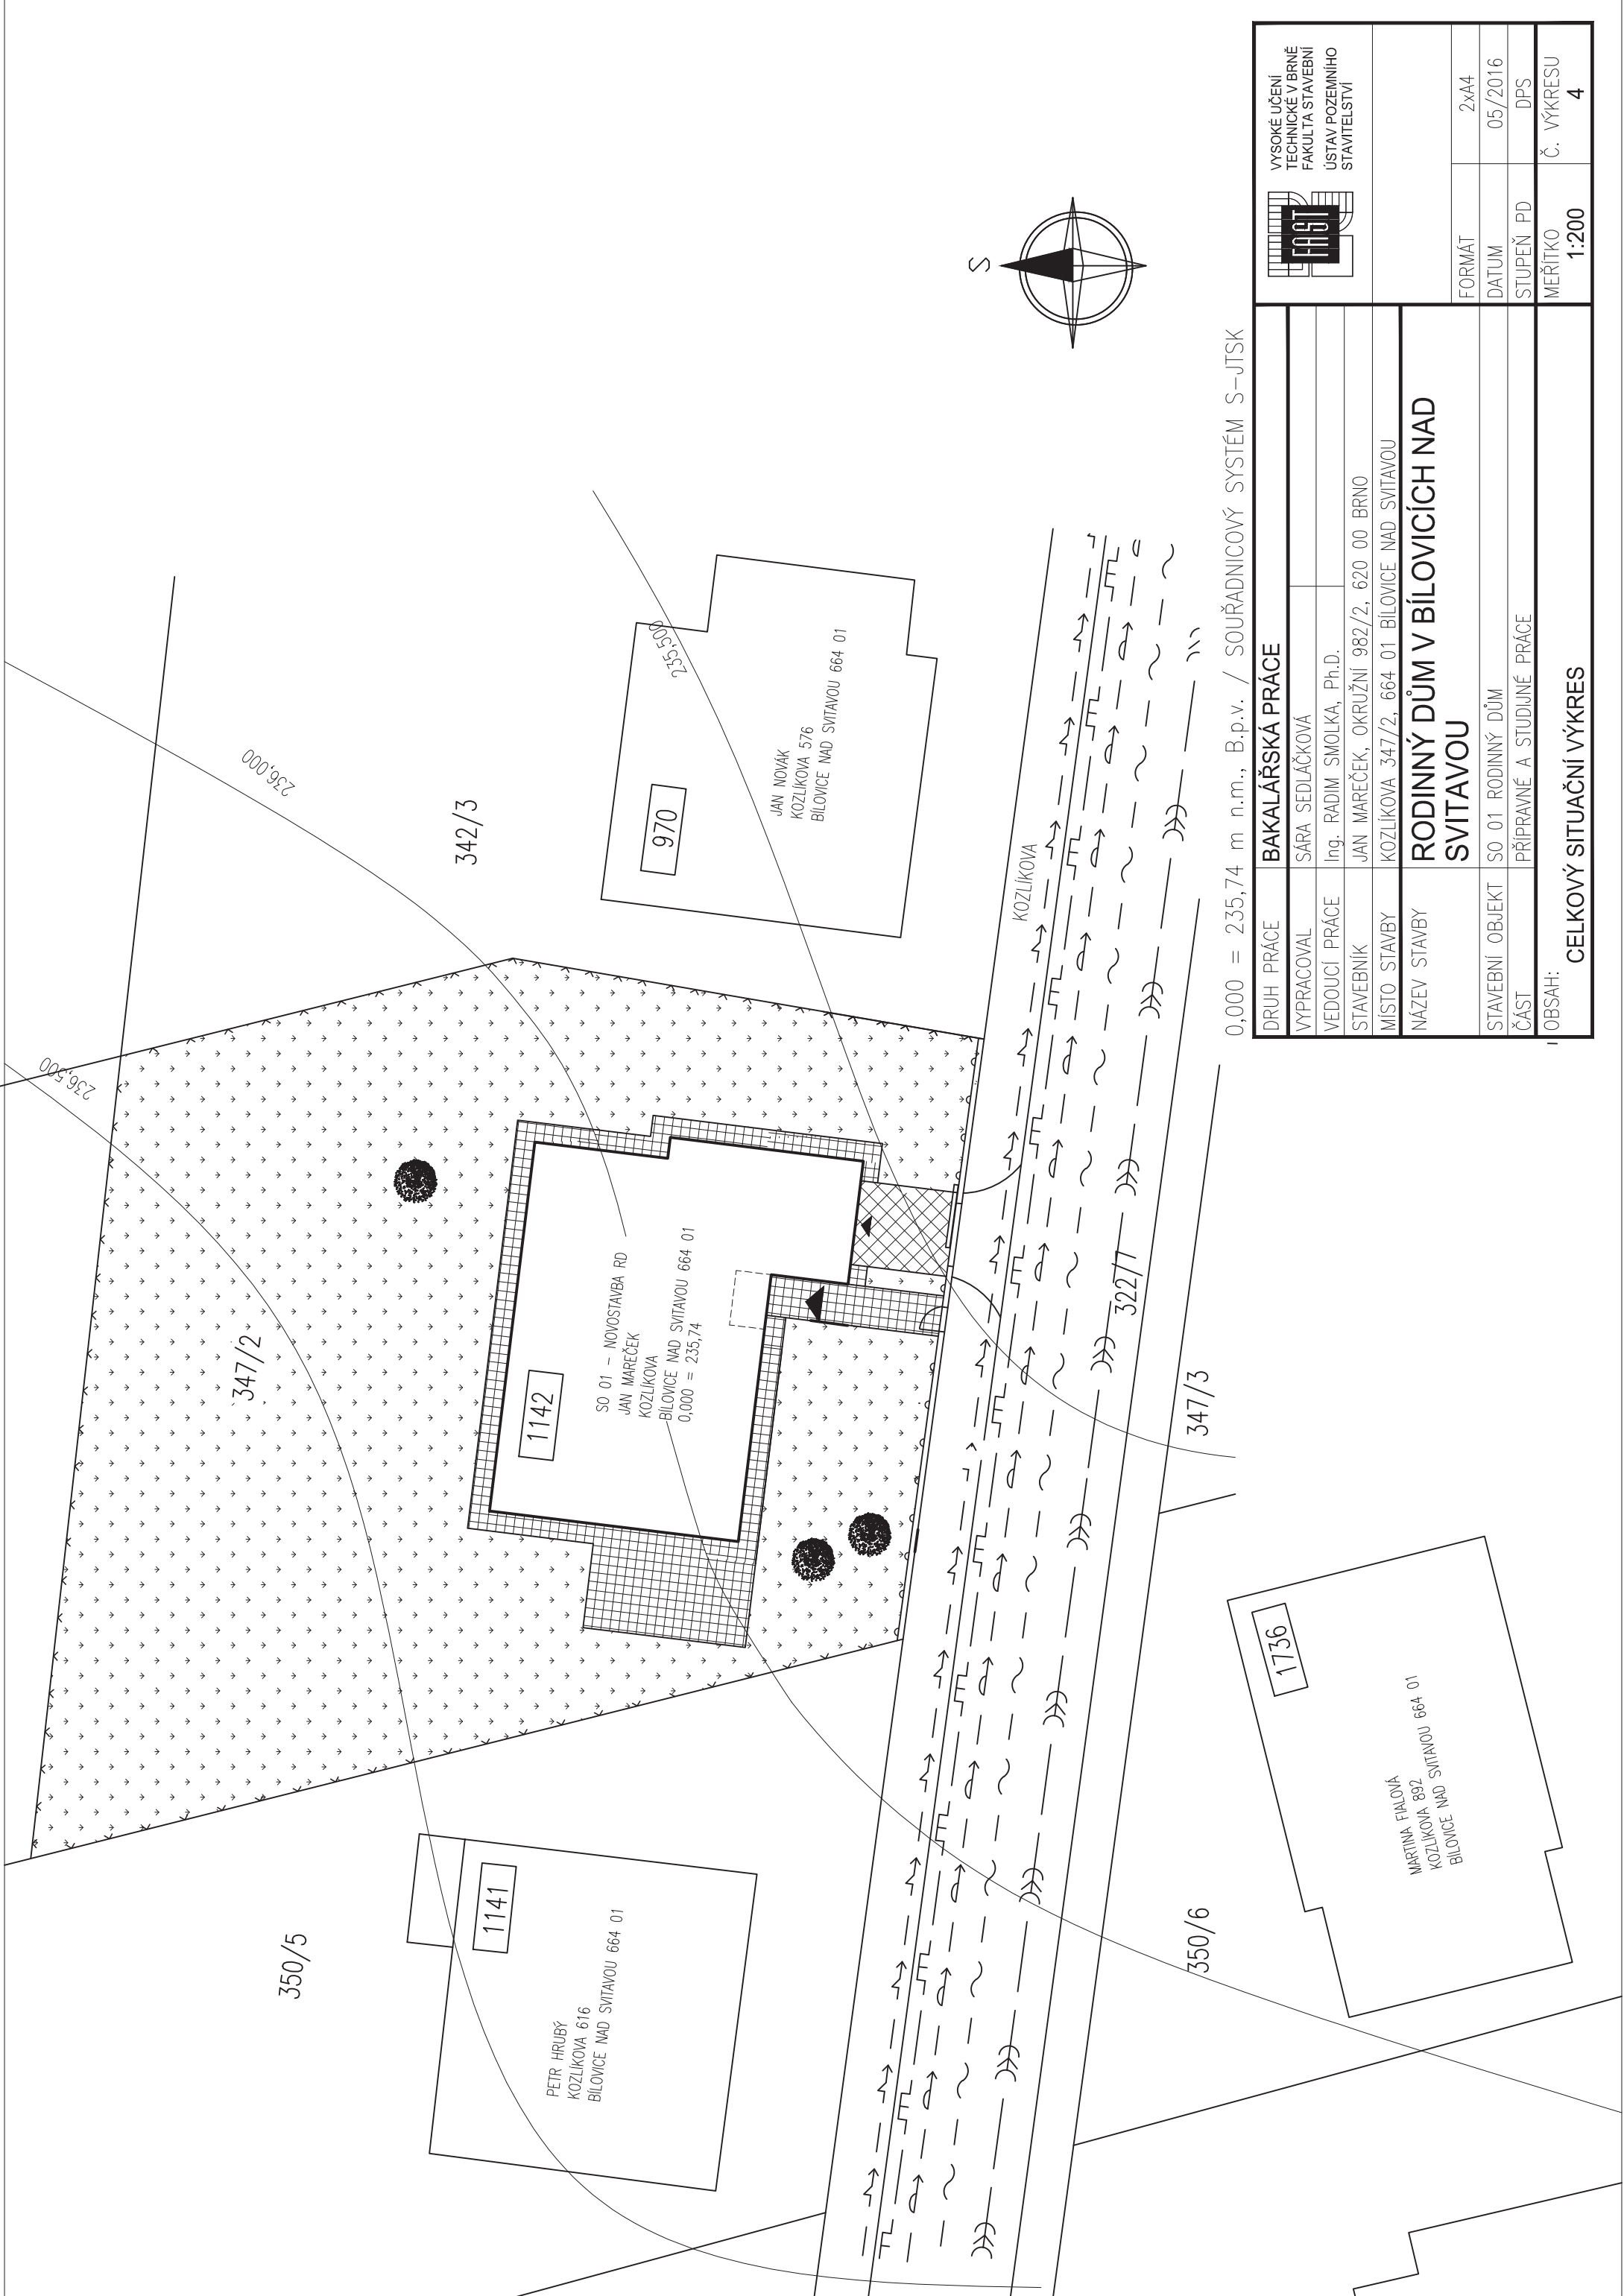 350/5
347/2
342/3
236,500
236,000
235,500
1141
PETR HRUBÝ
KOZLÍKOVA 616
BÍLOVICE NAD SVITAVOU 664 01
1142
SO 01 – NOVOSTAVBA RD
JAN MAREČEK
KOZLÍKOVA
BÍLOVICE NAD SVITAVOU 664 01
0,000 = 235,74
970
JAN NOVÁK
KOZLÍKOVA 576
BÍLOVICE NAD SVITAVOU 664 01
S
KOZLÍKOVA
322/7
350/6
347/3
1736
MARTINA FIALOVÁ
KOZLÍKOVA 892
BÍLOVICE NAD SVITAVOU 664 01
0,000 = 235,74 m n.m., B.p.v. / SOUŘADNICOVÝ SYSTÉM S-JTSK
DRUH PRÁCE BAKALÁŘSKÁ PRÁCE
VYPRACOVAL SÁRA SEDLÁČKOVÁ
VEDOUCÍ PRÁCE Ing. RADIM SMOLKA, Ph.D.
STAVEBNÍK JAN MAREČEK, OKRUŽNÍ 982/2, 620 00 BRNO
MÍSTO STAVBY KOZLÍKOVA 347/2, 664 01 BÍLOVICE NAD SVITAVOU
NÁZEV STAVBY RODINNÝ DŮM V BÍLOVICÍCH NAD
SVITAVOU
STAVEBNÍ OBJEKT SO 01 RODINNÝ DŮM
ČÁST PŘÍPRAVNÉ A STUDIJNÉ PRÁCE
OBSAH:
CELKOVÝ SITUAČNÍ VÝKRES
FAST
VYSOKÉ UČENÍ
TECHNICKÉ V BRNĚ
FAKULTA STAVEBNÍ
ÚSTAV POZEMNÍHO
STAVITELSTVÍ
FORMÁT 2xA4
DATUM 05/2016
STUPEŇ PD DPS
MEŘÍTKO Č. VÝKRESU
1:200 4